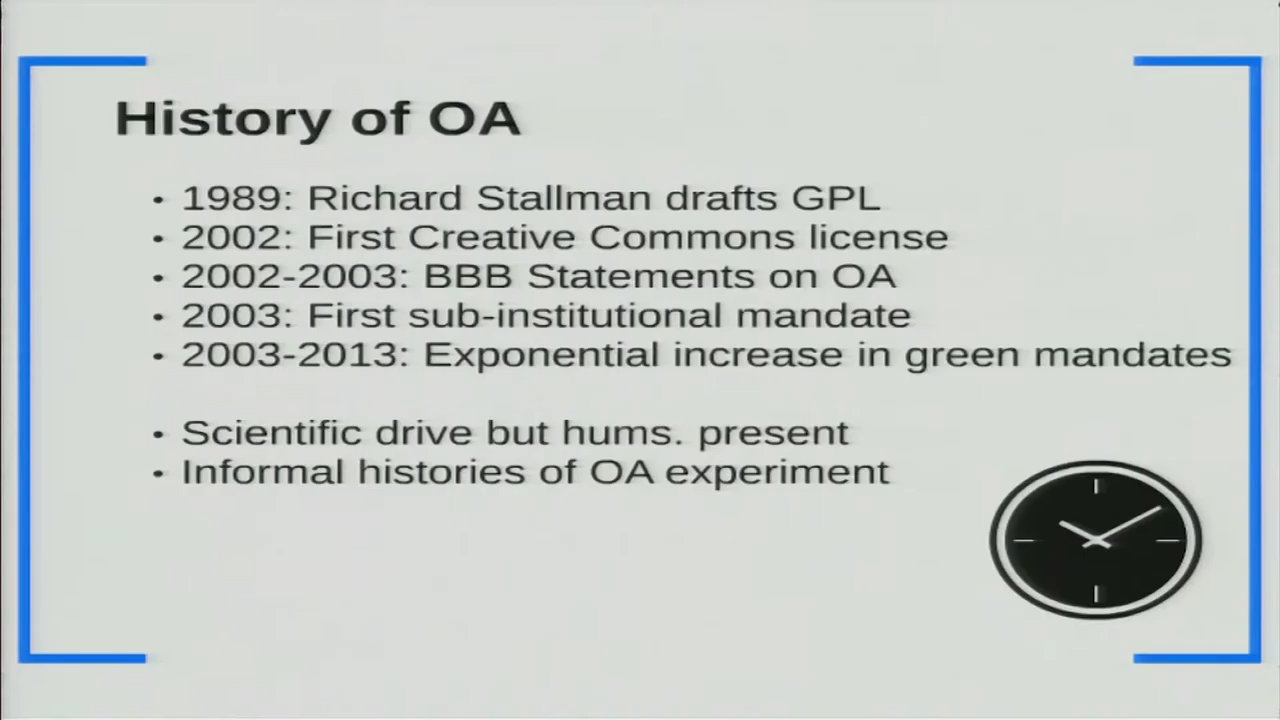 History of OA
• 1989: Richard Stallman drafts GPL
• 2002: First Creative Commons license
• 2002-2003: BBB Statements on OA
• 2003: First sub-institutional mandate
• 2003-2013: Exponential increase in green mandates
• Scientific drive but hums. present
• Informal histories of OA experiment